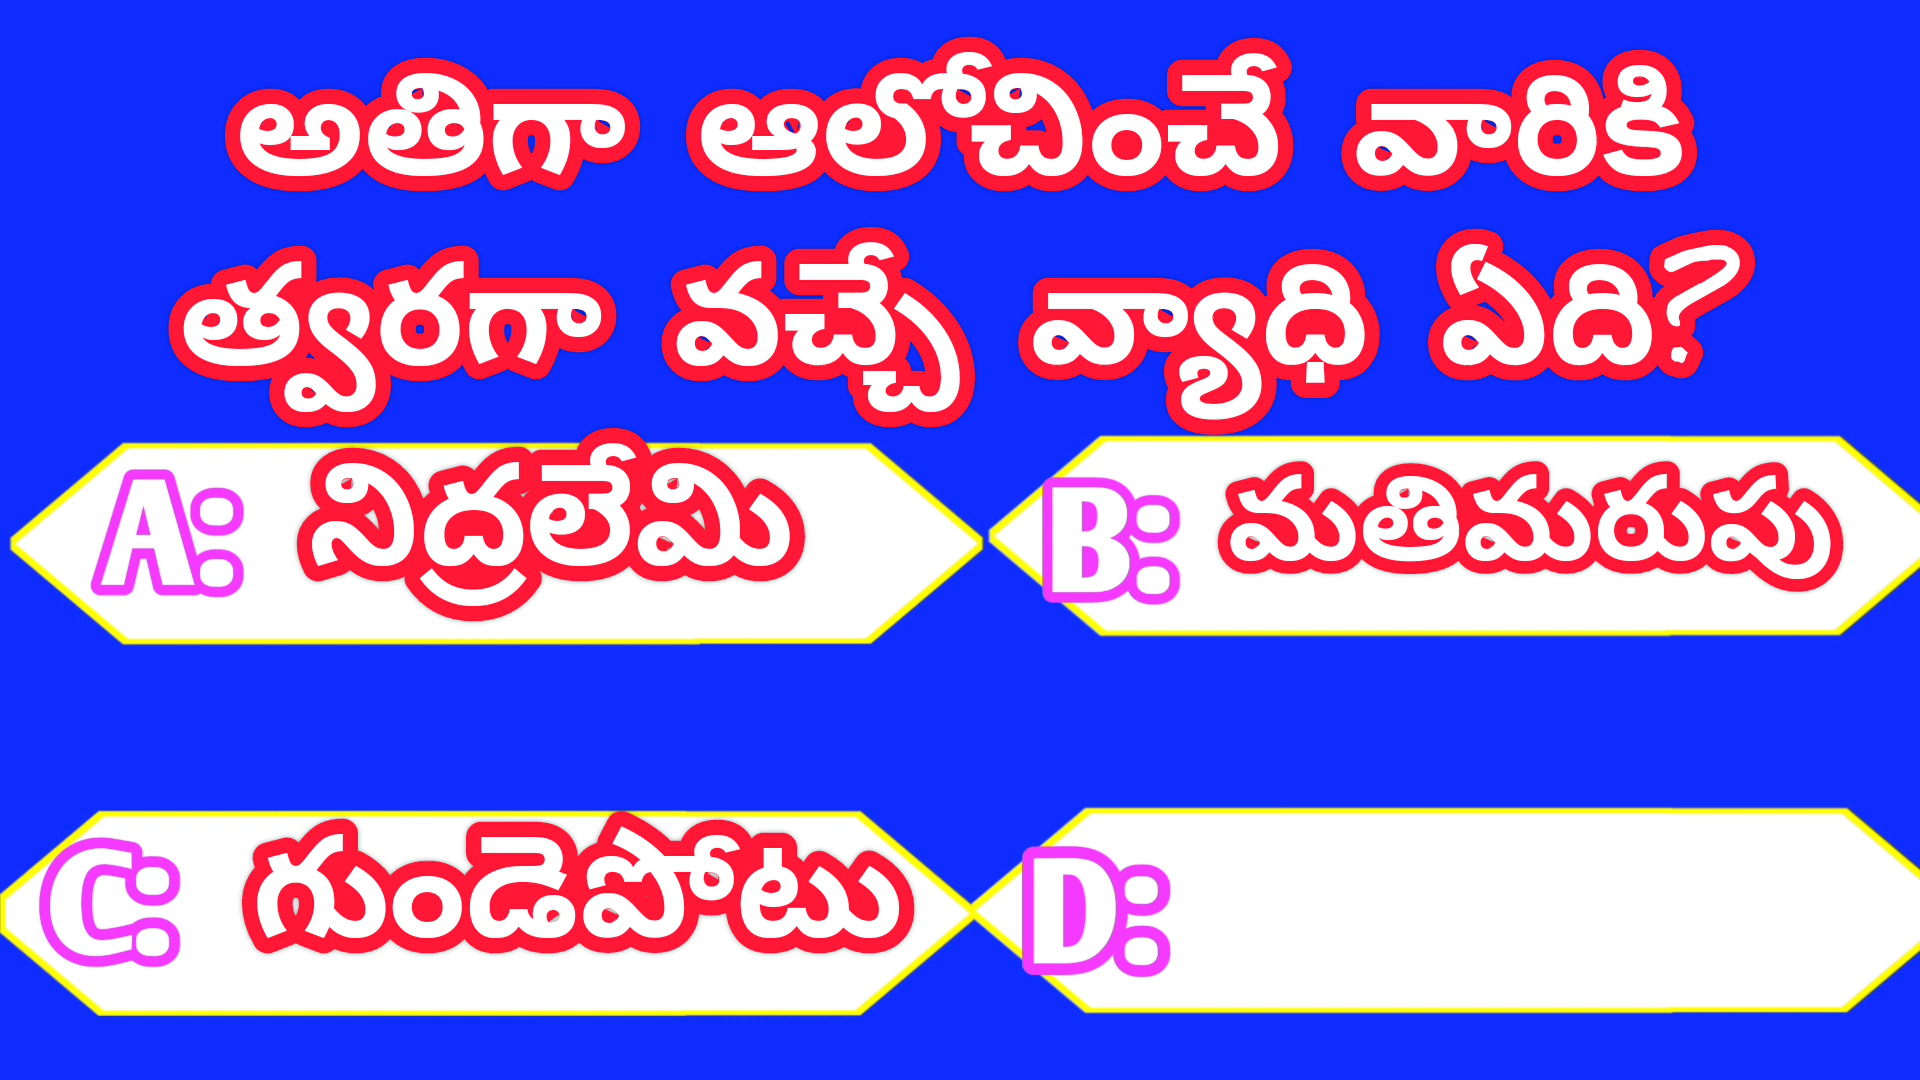 అతిగా ఆలోచించే వారికి
త్వరగా వచ్చే వ్యాధి ఏది?
A: నిద్రలేమి
B: మతిమరుపు
C: గుండెపోటు
D: